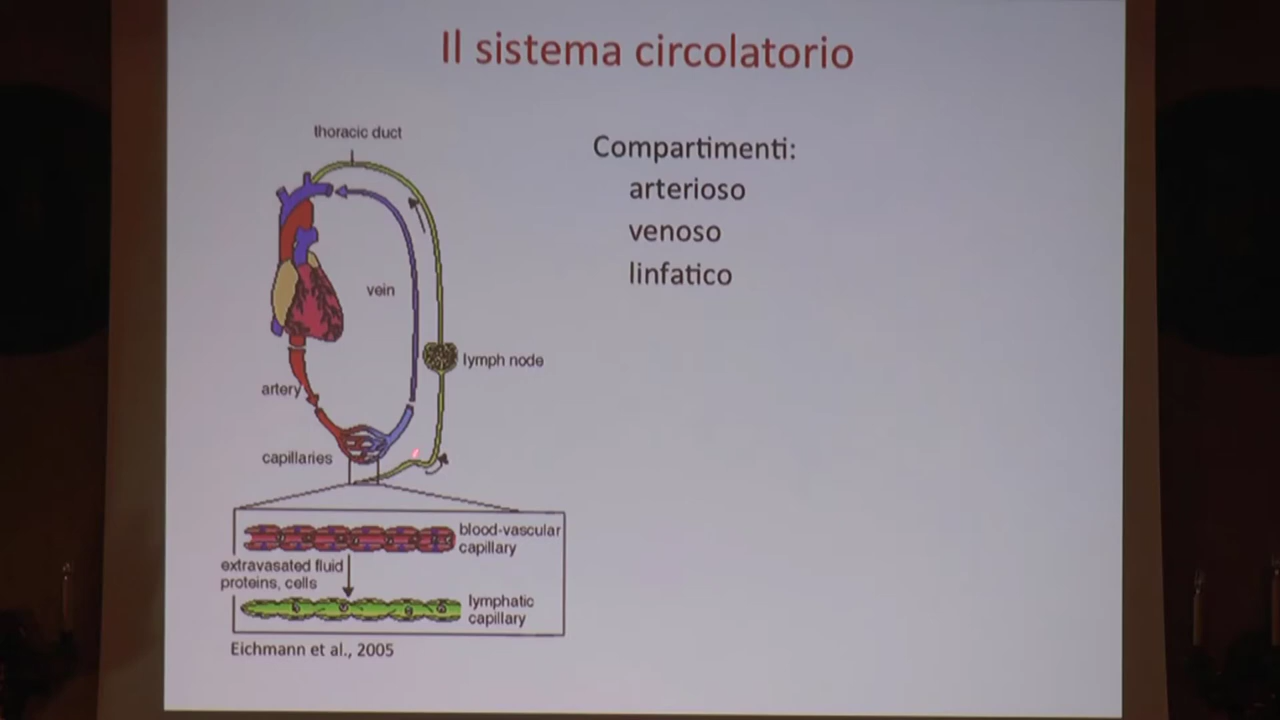 Il sistema circolatorio
thoracic duct
Compartimenti:
arterioso
venoso
linfatico
vein
lymph node
artery
capillaries
blood-vascular
capillary
extravasated fluid
proteins, cells
lymphatic
capillary
Eichmann et al., 2005